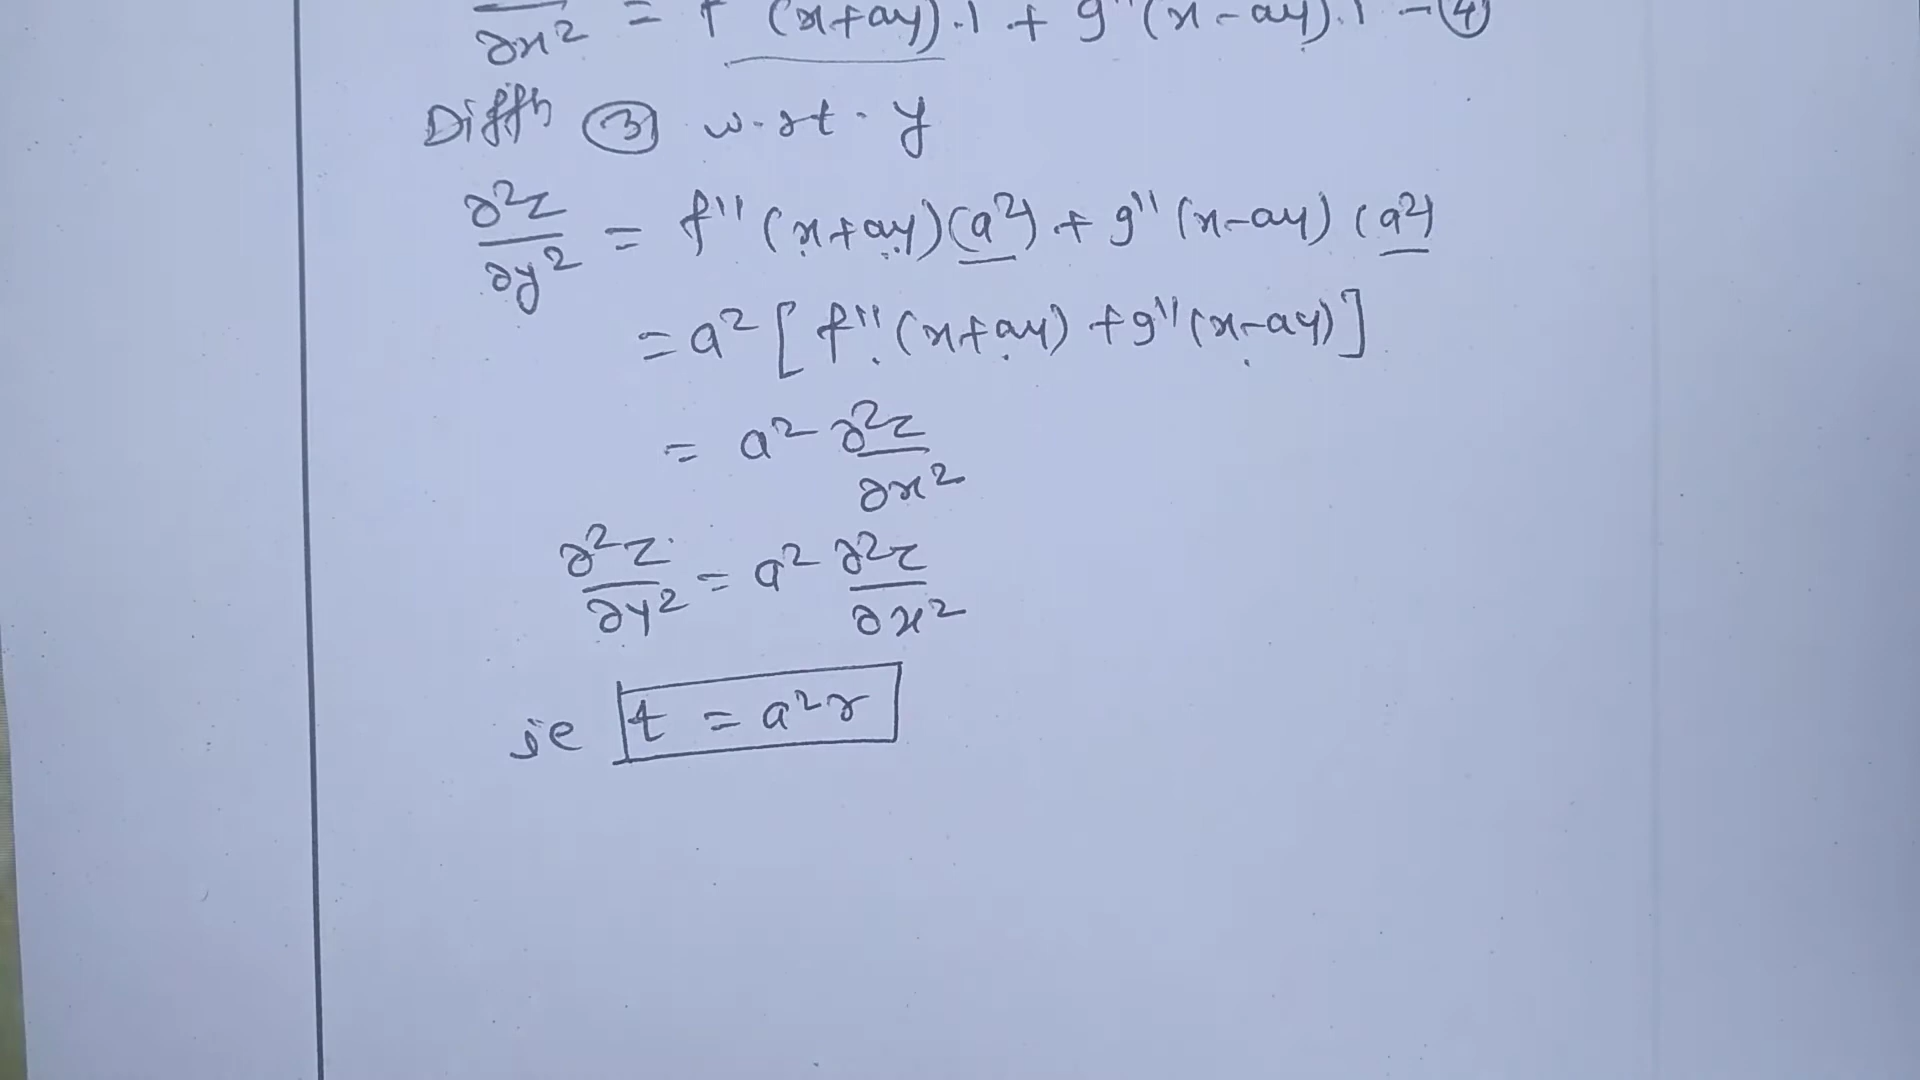 ∂x² = f (x+ay).1 + g''(x-ay).1 -④
Diffn ③ w.r.t. y
∂²z/∂y² = f''(x+ay)(a²) + g''(x-ay)(a²)
= a² [f''(x+ay) + g''(x-ay)]
= a² ∂²z/∂x²
∂²z/∂y² = a² ∂²z/∂x²
ie t = a²r